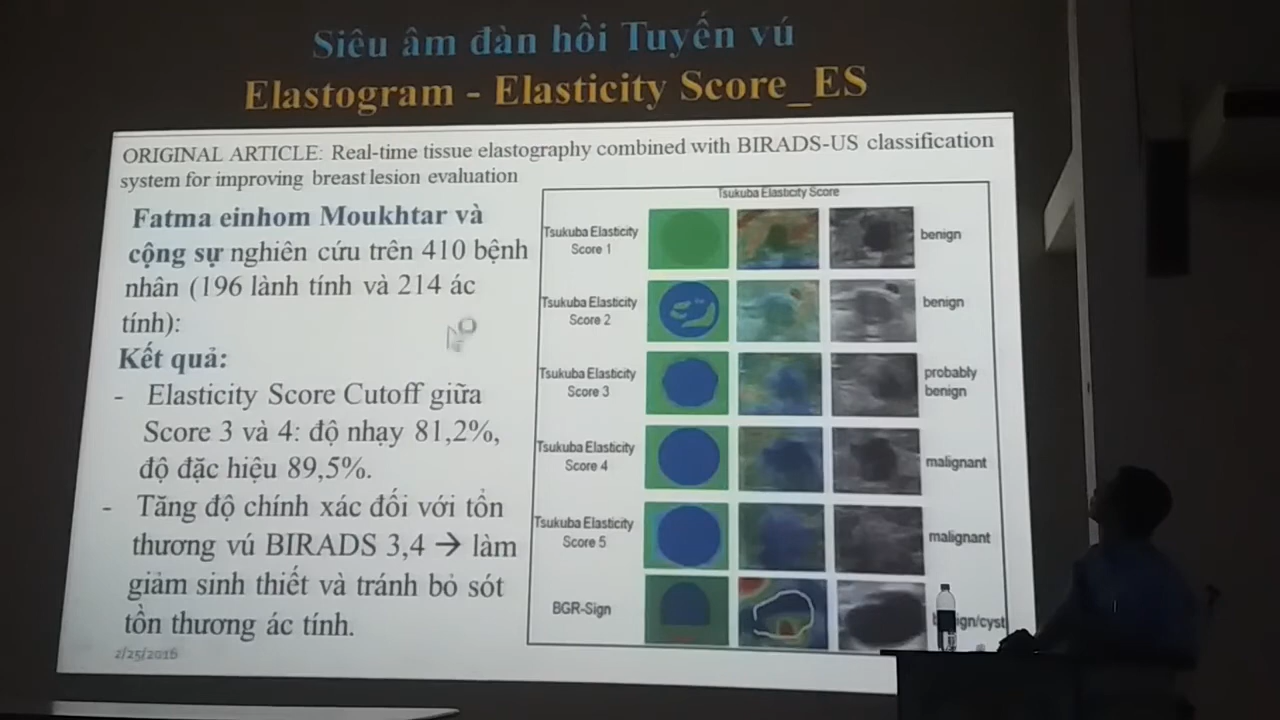 Siêu âm đàn hồi Tuyến vú
Elastogram - Elasticity Score_ES
ORIGINAL ARTICLE: Real-time tissue elastography combined with BIRADS-US classification
system for improving breast lesion evaluation
Fatma einhom Moukhtar và
cộng sự nghiên cứu trên 410 bệnh
nhân (196 lành tính và 214 ác
tính):
Kết quả:
- Elasticity Score Cutoff giữa
Score 3 và 4: độ nhạy 81,2%,
độ đặc hiệu 89,5%.
- Tăng độ chính xác đối với tổn
thương vú BIRADS 3,4 → làm
giảm sinh thiết và tránh bỏ sót
tổn thương ác tính.
2/25/2016
Tsukuba Elasticity Score
Tsukuba Elasticity
Score 1
benign
Tsukuba Elasticity
Score 2
benign
Tsukuba Elasticity
Score 3
probably
benign
Tsukuba Elasticity
Score 4
malignant
Tsukuba Elasticity
Score 5
malignant
BGR-Sign